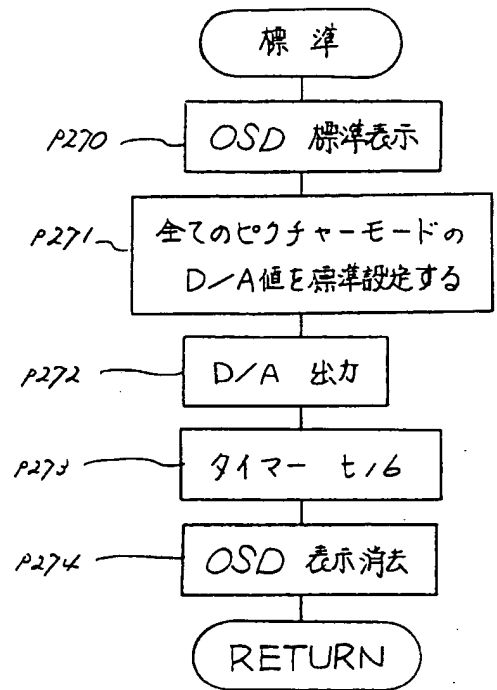 標準
P270 OSD 標準表示
P271 全てのピクチャーモードの
D/A値を標準設定する
P272 D/A 出力
P273 タイマー t16
P274 OSD 表示消去
RETURN